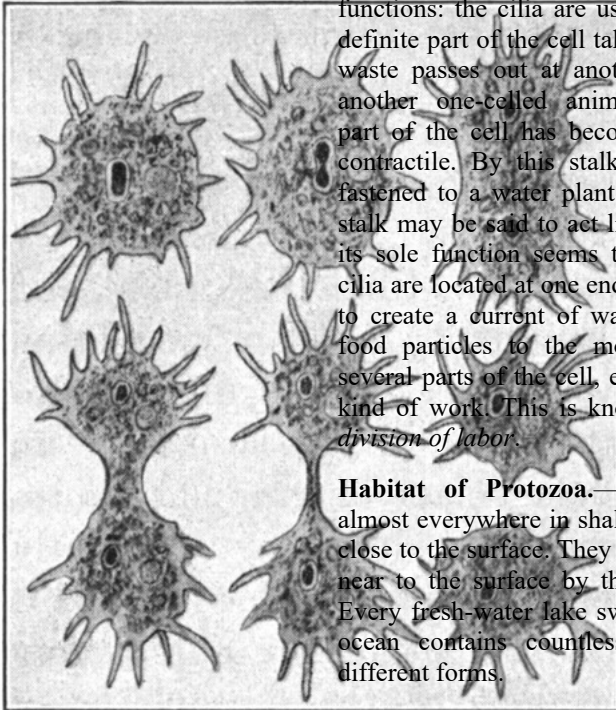 functions: the cilia are us
definite part of the cell tal
waste passes out at anot
another one-celled anim
part of the cell has beco
contractile. By this stalk
fastened to a water plant
stalk may be said to act l
its sole function seems t
cilia are located at one end
to create a current of wa
food particles to the mo
several parts of the cell, e
kind of work. This is kno
division of labor.
Habitat of Protozoa.—
almost everywhere in shal
close to the surface. They
near to the surface by th
Every fresh-water lake sw
ocean contains countles
different forms.